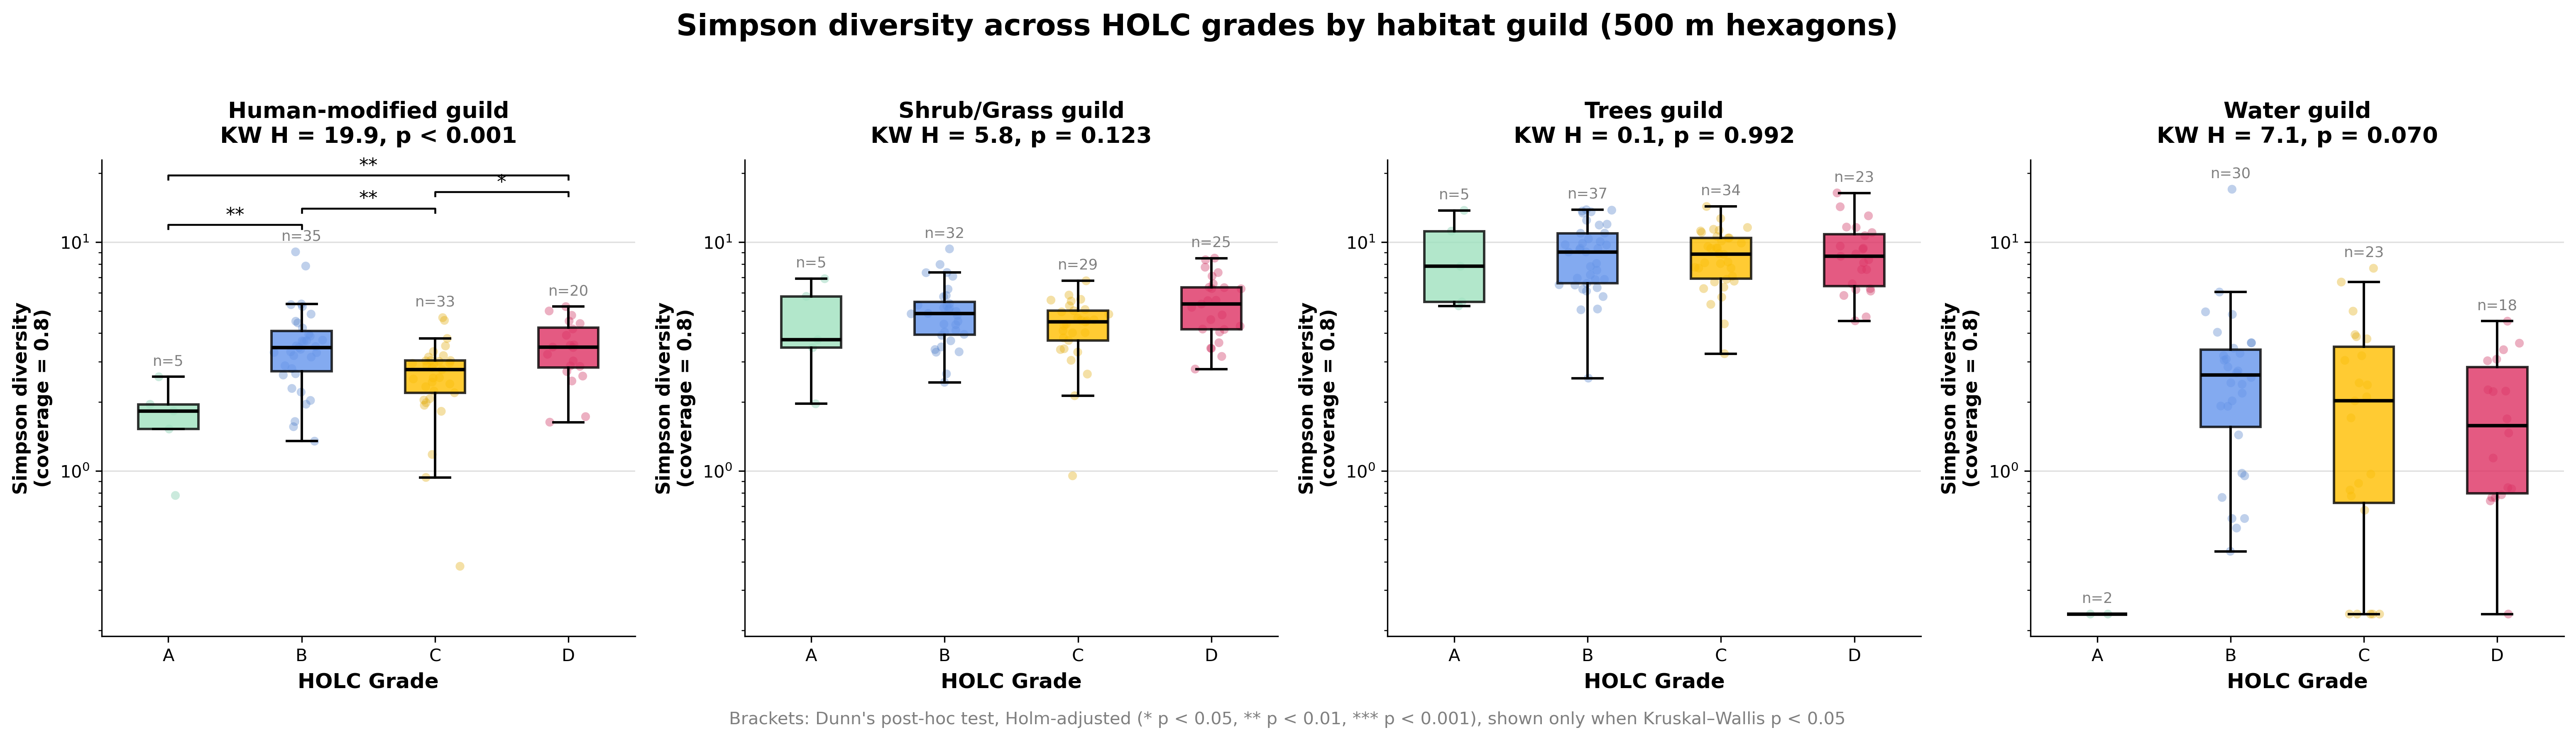 Simpson diversity across HOLC grades by habitat guild (500 m hexagons)
Human-modified guild
KW H = 19.9, p < 0.001
**
*
**
**
n=5
n=35
n=33
n=20
10¹
10⁰
Simpson diversity
(coverage = 0.8)
A
B
C
D
HOLC Grade
Shrub/Grass guild
KW H = 5.8, p = 0.123
n=5
n=32
n=29
n=25
10¹
10⁰
Simpson diversity
(coverage = 0.8)
A
B
C
D
HOLC Grade
Trees guild
KW H = 0.1, p = 0.992
n=5
n=37
n=34
n=23
10¹
10⁰
Simpson diversity
(coverage = 0.8)
A
B
C
D
HOLC Grade
Water guild
KW H = 7.1, p = 0.070
n=2
n=30
n=23
n=18
10¹
10⁰
Simpson diversity
(coverage = 0.8)
A
B
C
D
HOLC Grade
Brackets: Dunn's post-hoc test, Holm-adjusted (* p < 0.05, ** p < 0.01, *** p < 0.001), shown only when Kruskal–Wallis p < 0.05